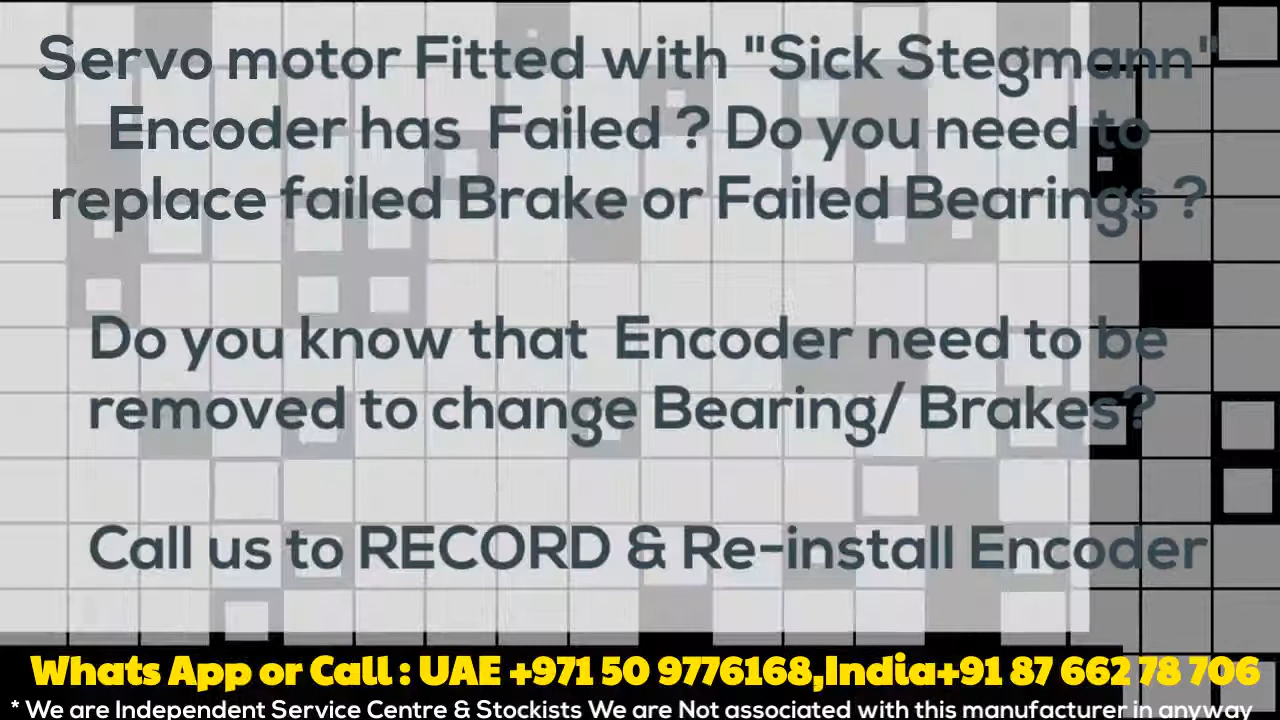 Servo motor Fitted with "Sick Stegmann"
Encoder has Failed ? Do you need to
replace failed Brake or Failed Bearings ?
Do you know that Encoder need to be
removed to change Bearing/ Brakes?
Call us to RECORD & Re-install Encoder
Whats App or Call : UAE +971 50 9776168,India+91 87 662 78 706
* We are Independent Service Centre & Stockists We are Not associated with this manufacturer in anyway